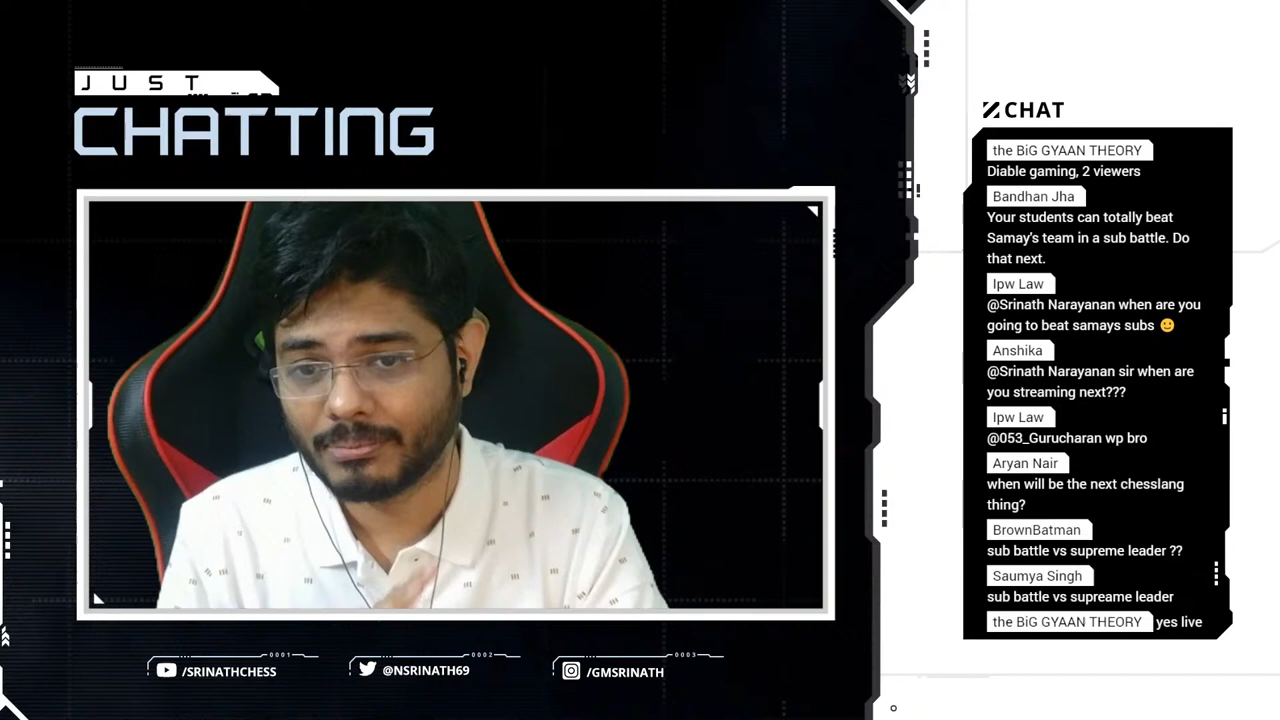 JUST
CHATTING
CHAT
the BiG GYAAN THEORY
Diable gaming, 2 viewers
Bandhan Jha
Your students can totally beat
Samay's team in a sub battle. Do
that next.
Ipw Law
@Srinath Narayanan when are you
going to beat samays subs 🙂
Anshika
@Srinath Narayanan sir when are
you streaming next???
Ipw Law
@053_Gurucharan wp bro
Aryan Nair
when will be the next chesslang
thing?
BrownBatman
sub battle vs supreme leader ??
Saumya Singh
sub battle vs supreame leader
the BiG GYAAN THEORY yes live
0001
/SRINATHCHESS
0002
@NSRINATH69
0003
/GMSRINATH